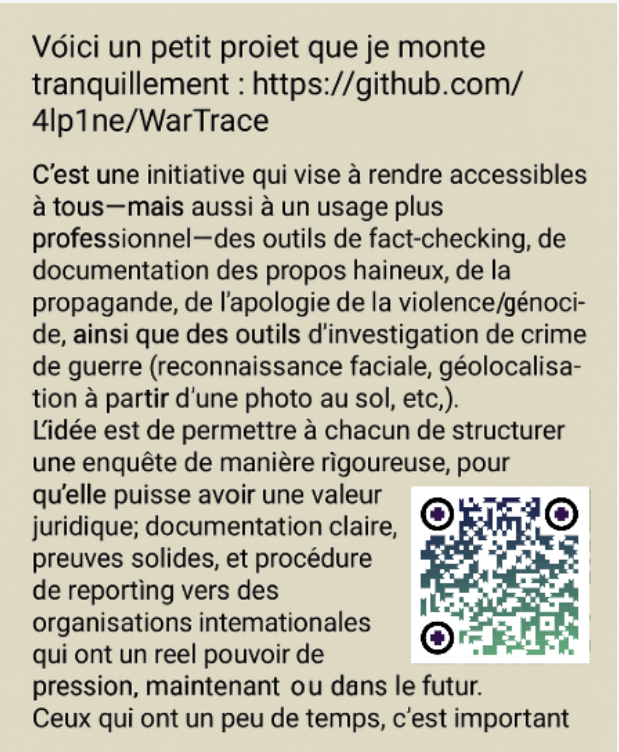 Vóici un petit proiet que je monte
tranquillement : https://github.com/
4lp1ne/WarTrace
C'est une initiative qui vise à rendre accessibles
à tous—mais aussi à un usage plus
professionnel—des outils de fact-checking, de
documentation des propos haineux, de la
propagande, de l'apologie de la violence/génoci-
de, ainsi que des outils d'investigation de crime
de guerre (reconnaissance faciale, géolocalisa-
tion à partir d'une photo au sol, etc,).
L'idée est de permettre à chacun de structurer
une enquête de manière rìgoureuse, pour
qu'elle puisse avoir une valeur
juridique; documentation claire,
preuves solides, et procédure
de reportìng vers des
organisations intemationales
qui ont un reel pouvoir de
pression, maintenant ou dans le futur.
Ceux qui ont un peu de temps, c'est important